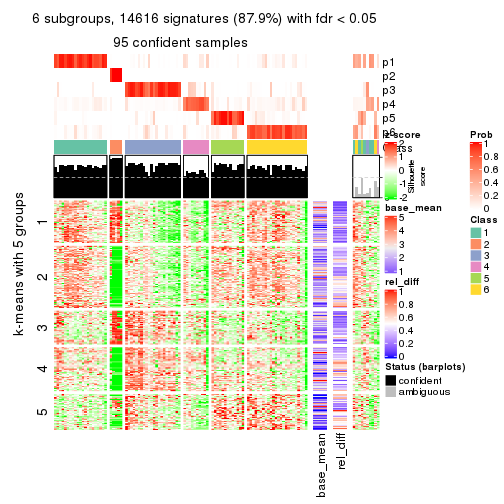 6 subgroups, 14616 signatures (87.9%) with fdr < 0.05
95 confident samples
p1
p2
p3
p4
p5
p6
z-score
2
1
0
-1
-2
Class
Silhouette
score
Prob
1
0.8
0.6
0.4
0.2
0
Class
1
2
3
4
5
6
base_mean
5
4
3
2
1
rel_diff
1
0.8
0.6
0.4
0.2
0
Status (barplots)
confident
ambiguous
k-means with 5 groups
1
2
3
4
5
base_mean
rel_diff